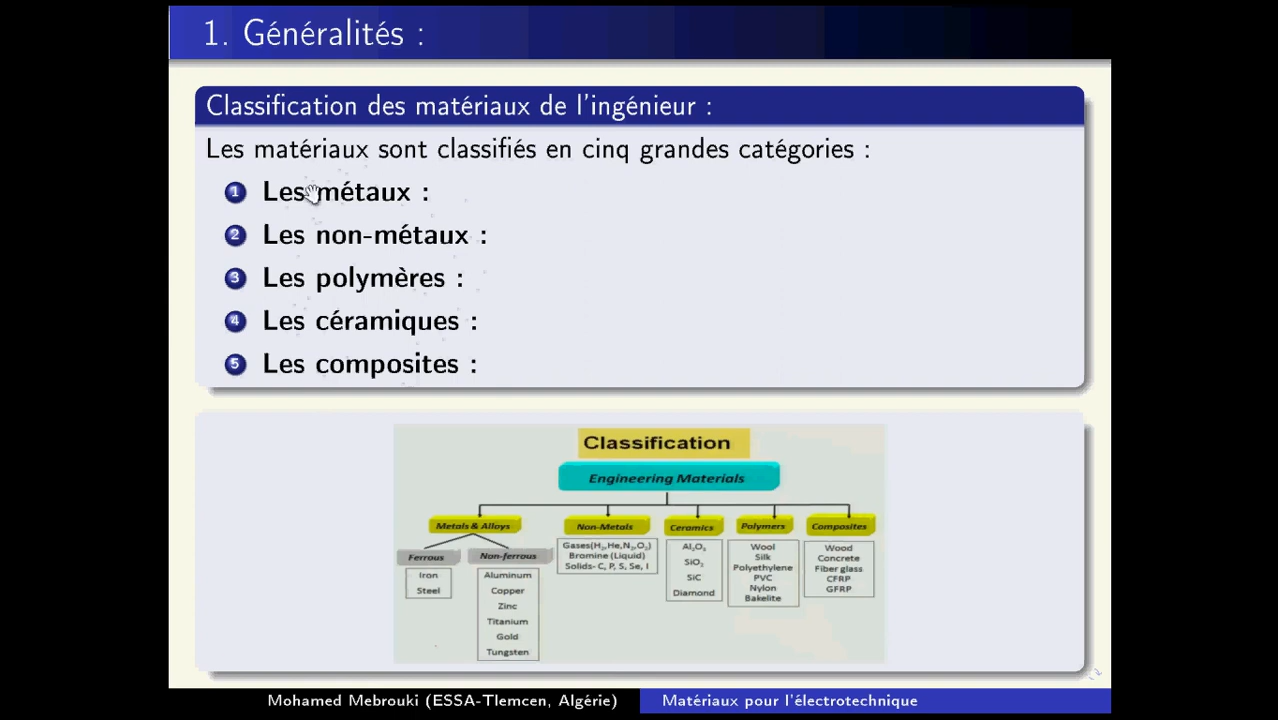 1. Généralités :
Classification des matériaux de l'ingénieur :
Les matériaux sont classifiés en cinq grandes catégories :
1 Les métaux :
2 Les non-métaux :
3 Les polymères :
4 Les céramiques :
5 Les composites :
Classification
Engineering Materials
Metals & Alloys
Non-Metals
Ceramics
Polymers
Composites
Ferrous
Non-ferrous
Iron
Steel
Aluminum
Copper
Zinc
Titanium
Gold
Tungsten
Gases(H₂,He,N₂,O₂)
Bromine (Liquid)
Solids- C, P, S, Se, I
Al₂O₃
SiO₂
SiC
Diamond
Wool
Silk
Polyethylene
PVC
Nylon
Bakelite
Wood
Concrete
Fiber glass
CFRP
GFRP
Mohamed Mebrouki (ESSA-Tlemcen, Algérie)
Matériaux pour l'électrotechnique